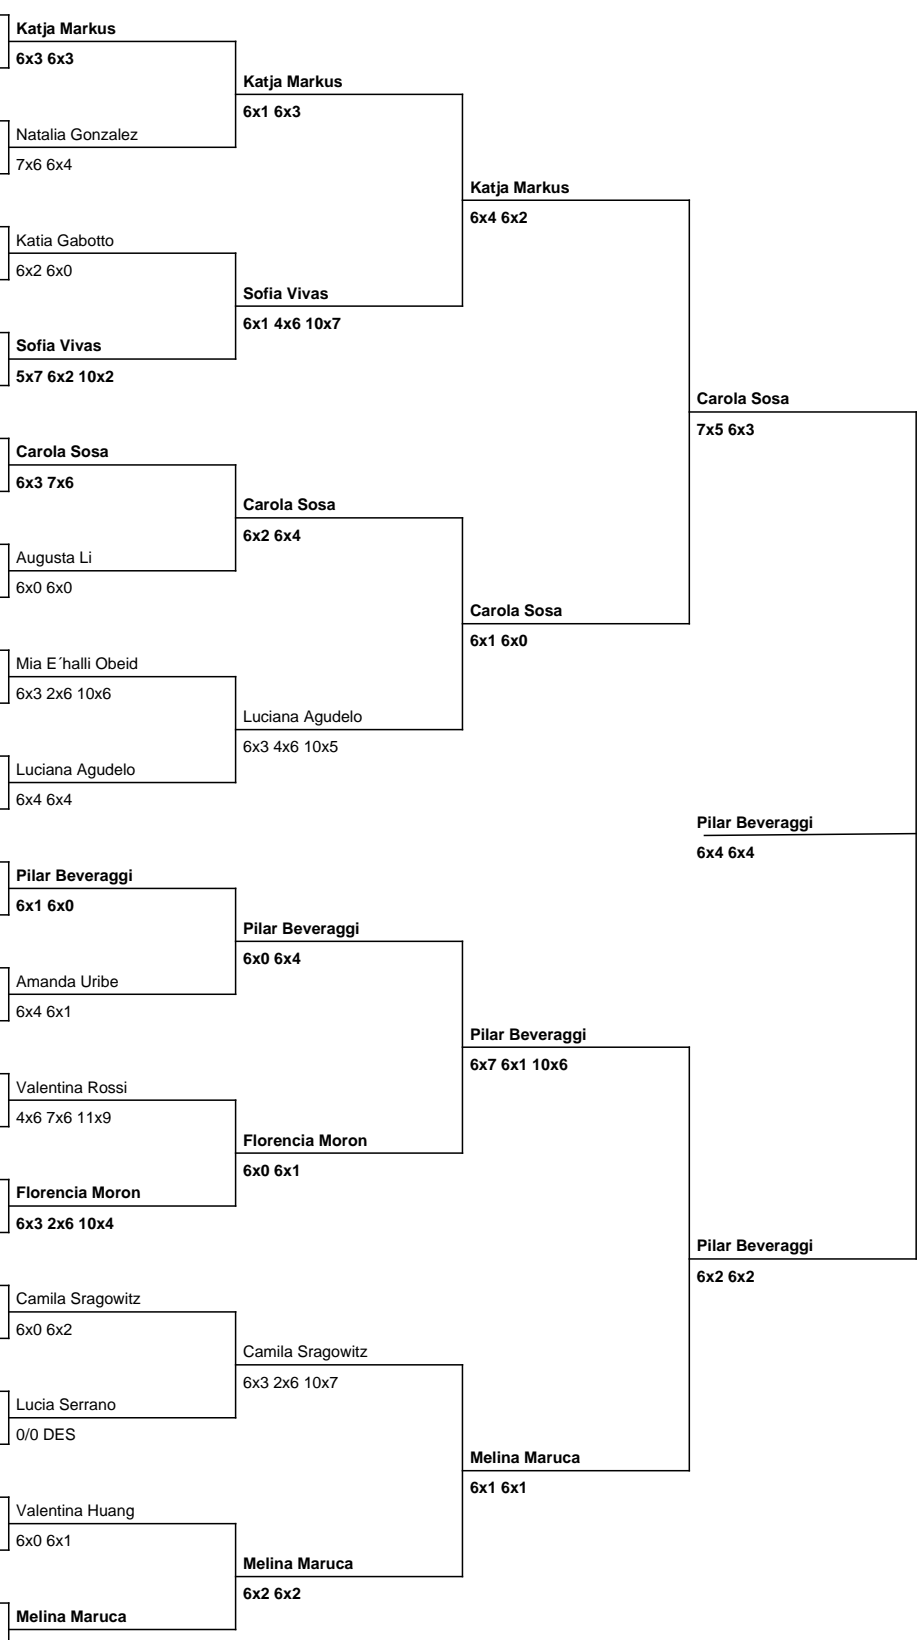 Katja Markus
6x3 6x3
Katja Markus
6x1 6x3
Natalia Gonzalez
7x6 6x4
Katja Markus
6x4 6x2
Katia Gabotto
6x2 6x0
Sofia Vivas
6x1 4x6 10x7
Sofia Vivas
5x7 6x2 10x2
Carola Sosa
7x5 6x3
Carola Sosa
6x3 7x6
Carola Sosa
6x2 6x4
Augusta Li
6x0 6x0
Carola Sosa
6x1 6x0
Mia E´halli Obeid
6x3 2x6 10x6
Luciana Agudelo
6x3 4x6 10x5
Luciana Agudelo
6x4 6x4
Pilar Beveraggi
6x4 6x4
Pilar Beveraggi
6x1 6x0
Pilar Beveraggi
6x0 6x4
Amanda Uribe
6x4 6x1
Pilar Beveraggi
6x7 6x1 10x6
Valentina Rossi
4x6 7x6 11x9
Florencia Moron
6x0 6x1
Florencia Moron
6x3 2x6 10x4
Pilar Beveraggi
6x2 6x2
Camila Sragowitz
6x0 6x2
Camila Sragowitz
6x3 2x6 10x7
Lucia Serrano
0/0 DES
Melina Maruca
6x1 6x1
Valentina Huang
6x0 6x1
Melina Maruca
6x2 6x2
Melina Maruca